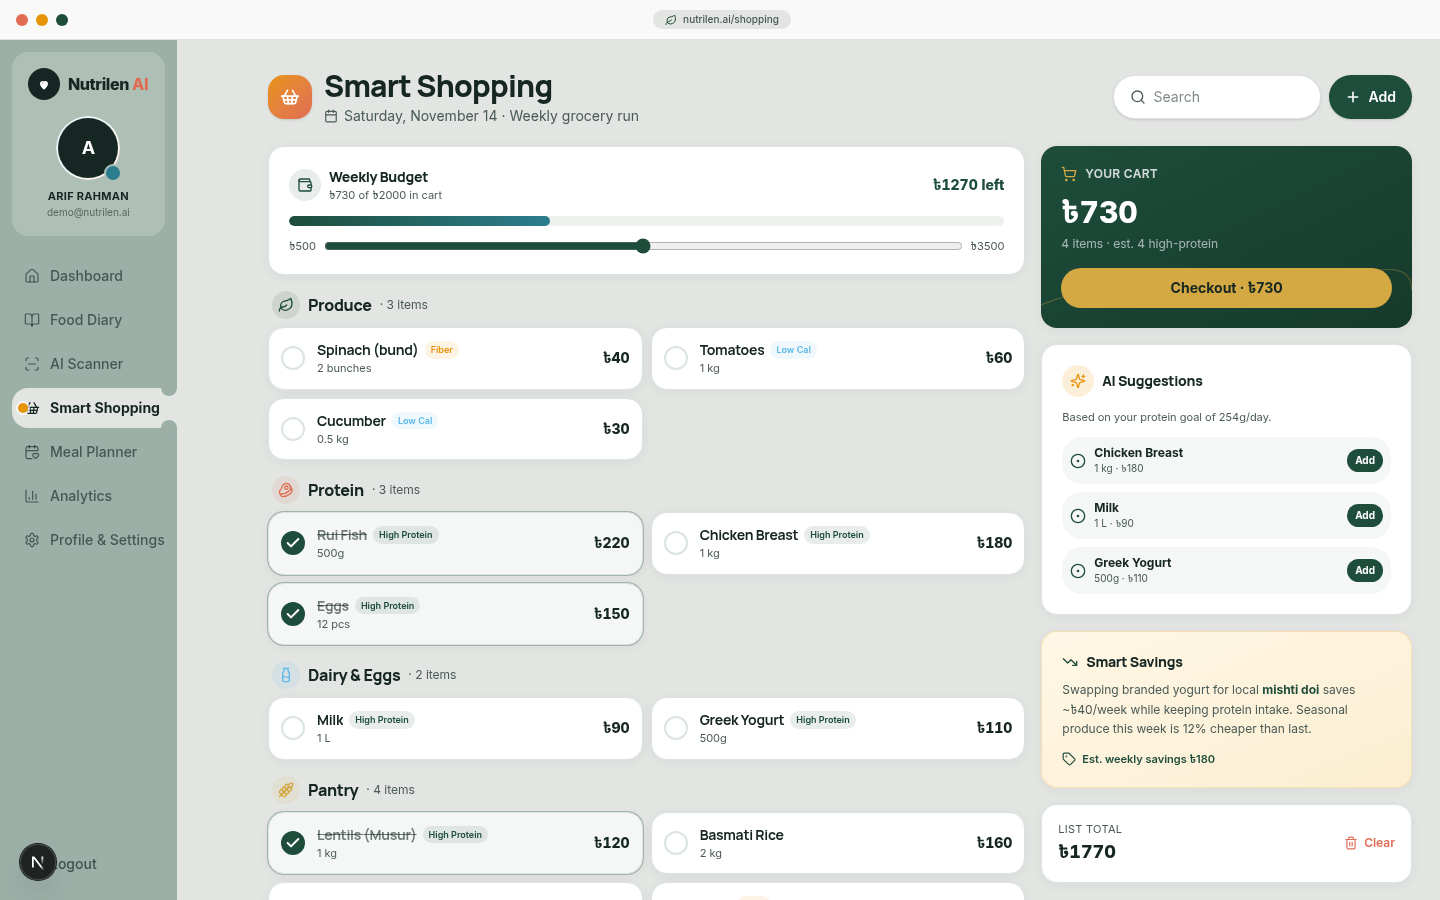 nutrilen.ai/shopping
Nutrilen AI
A
ARIF RAHMAN
demo@nutrilen.ai
Dashboard
Food Diary
AI Scanner
Smart Shopping
Meal Planner
Analytics
Profile & Settings
N
ogout
Smart Shopping
Saturday, November 14 · Weekly grocery run
Search
Add
Weekly Budget
৳730 of ৳2000 in cart
৳1270 left
৳500
৳3500
Produce · 3 items
Spinach (bund) Fiber
2 bunches
৳40
Tomatoes Low Cal
1 kg
৳60
Cucumber Low Cal
0.5 kg
৳30
Protein · 3 items
Rui Fish High Protein
500g
৳220
Chicken Breast High Protein
1 kg
৳180
Eggs High Protein
12 pcs
৳150
Dairy & Eggs · 2 items
Milk High Protein
1 L
৳90
Greek Yogurt High Protein
500g
৳110
Pantry · 4 items
Lentils (Musur) High Protein
1 kg
৳120
Basmati Rice
2 kg
৳160
YOUR CART
৳730
4 items · est. 4 high-protein
Checkout · ৳730
AI Suggestions
Based on your protein goal of 254g/day.
Chicken Breast
1 kg · ৳180
Add
Milk
1 L · ৳90
Add
Greek Yogurt
500g · ৳110
Add
Smart Savings
Swapping branded yogurt for local mishti doi saves
~৳40/week while keeping protein intake. Seasonal
produce this week is 12% cheaper than last.
Est. weekly savings ৳180
LIST TOTAL
৳1770
Clear